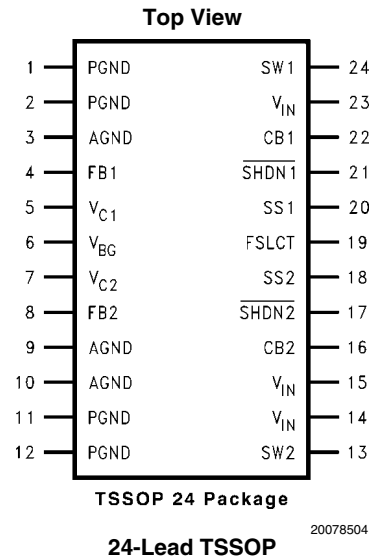 Top View
1 PGND SW1 24
2 PGND VIN 23
3 AGND CB1 22
4 FB1 SHDN1 21
5 VC1 SS1 20
6 VBG FSLCT 19
7 VC2 SS2 18
8 FB2 SHDN2 17
9 AGND CB2 16
10 AGND VIN 15
11 PGND VIN 14
12 PGND SW2 13
TSSOP 24 Package
20078504
24-Lead TSSOP